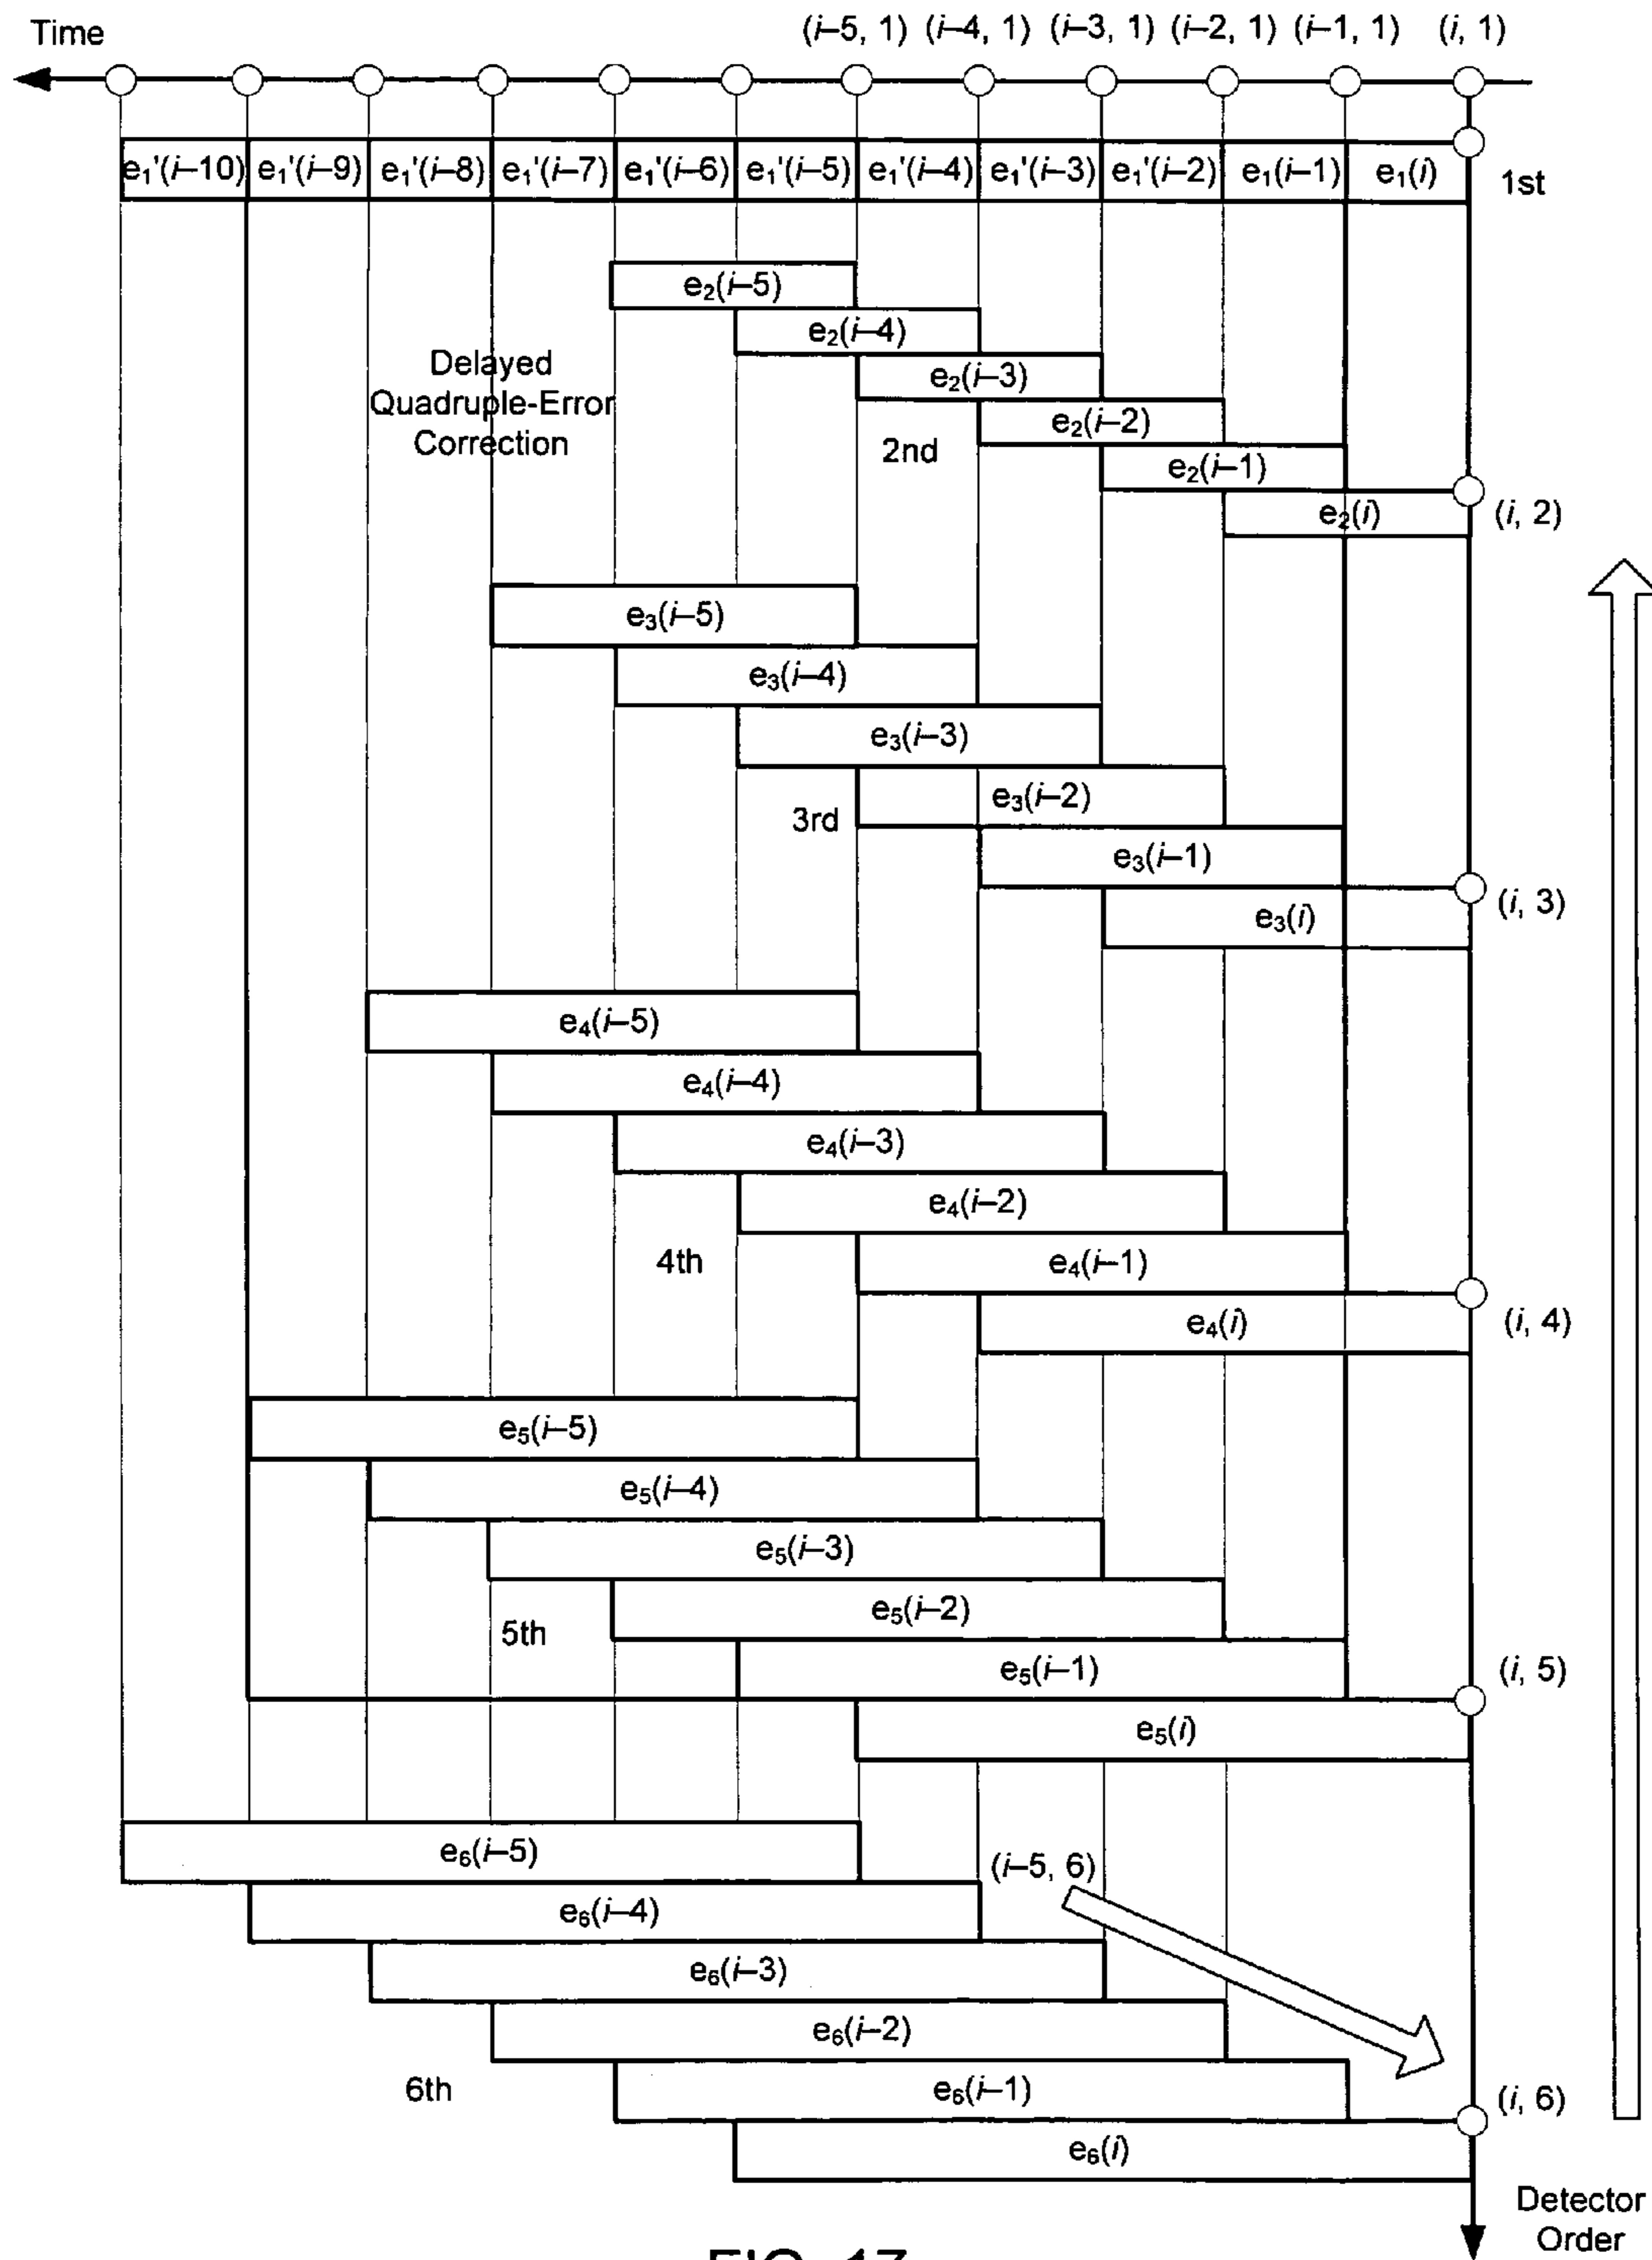 Time
(i–5, 1) (i–4, 1) (i–3, 1) (i–2, 1) (i–1, 1) (i, 1)
e₁'(i–10) e₁'(i–9) e₁'(i–8) e₁'(i–7) e₁'(i–6) e₁'(i–5) e₁'(i–4) e₁'(i–3) e₁'(i–2) e₁(i–1) e₁(i)
1st
e₂(i–5)
e₂(i–4)
Delayed
Quadruple-Error
Correction
e₂(i–3)
e₂(i–2)
2nd
e₂(i–1)
e₂(i)
(i, 2)
e₃(i–5)
e₃(i–4)
e₃(i–3)
e₃(i–2)
3rd
e₃(i–1)
e₃(i)
(i, 3)
e₄(i–5)
e₄(i–4)
e₄(i–3)
e₄(i–2)
4th
e₄(i–1)
e₄(i)
(i, 4)
e₅(i–5)
e₅(i–4)
e₅(i–3)
e₅(i–2)
5th
e₅(i–1)
(i, 5)
e₅(i)
e₆(i–5)
(i–5, 6)
e₆(i–4)
e₆(i–3)
e₆(i–2)
6th
e₆(i–1)
(i, 6)
e₆(i)
Detector
Order
FIG. 17